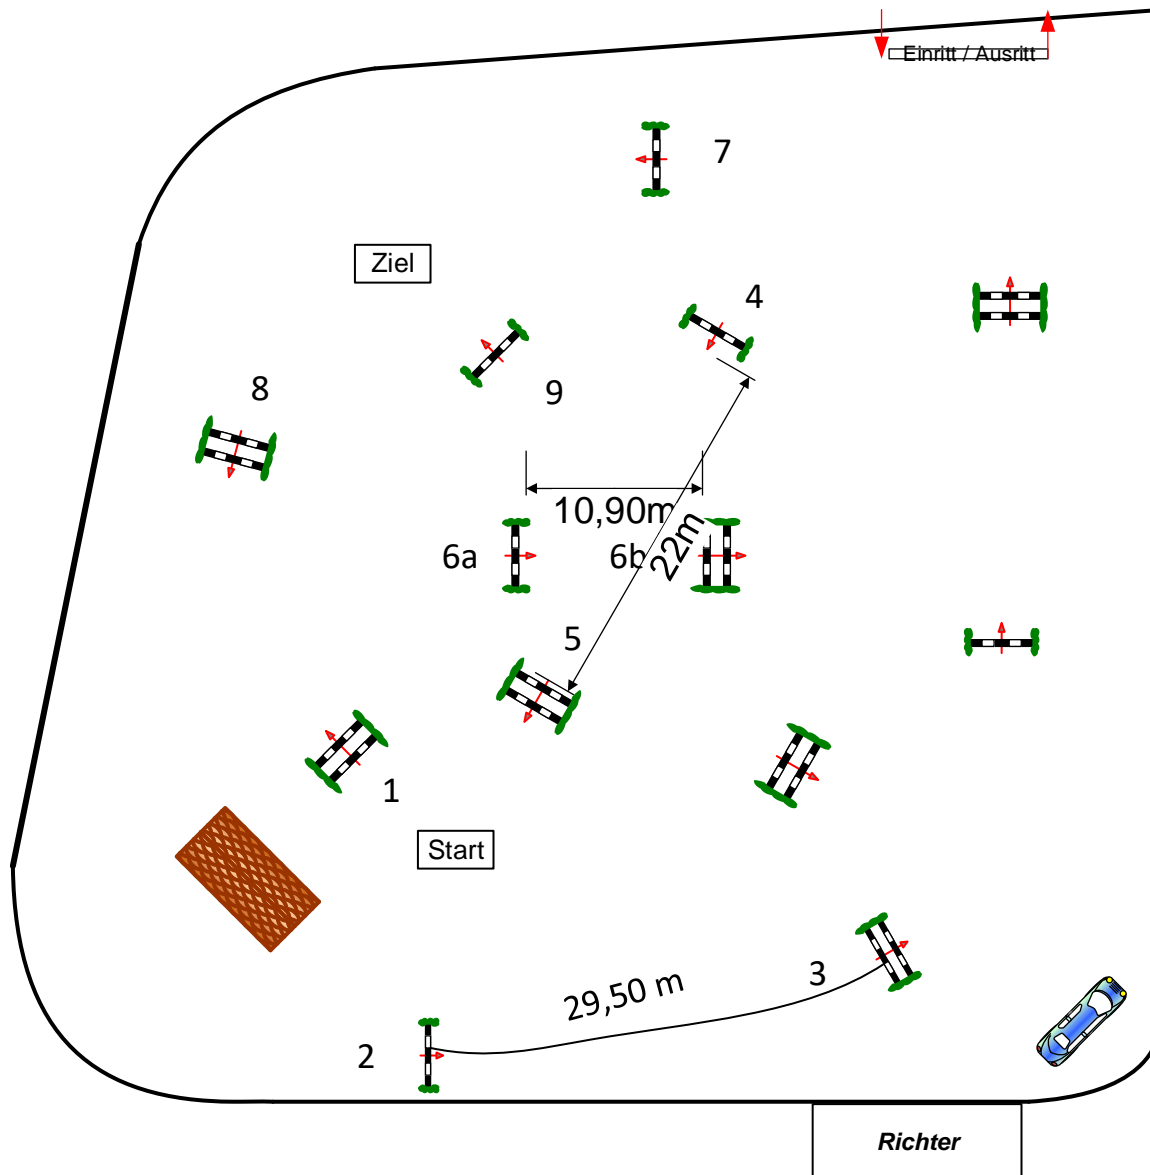 Einritt / Ausritt
7
Ziel
4
8
9
10,90m
22m
6a
6b
5
1
Start
3
29,50 m
2
Richter